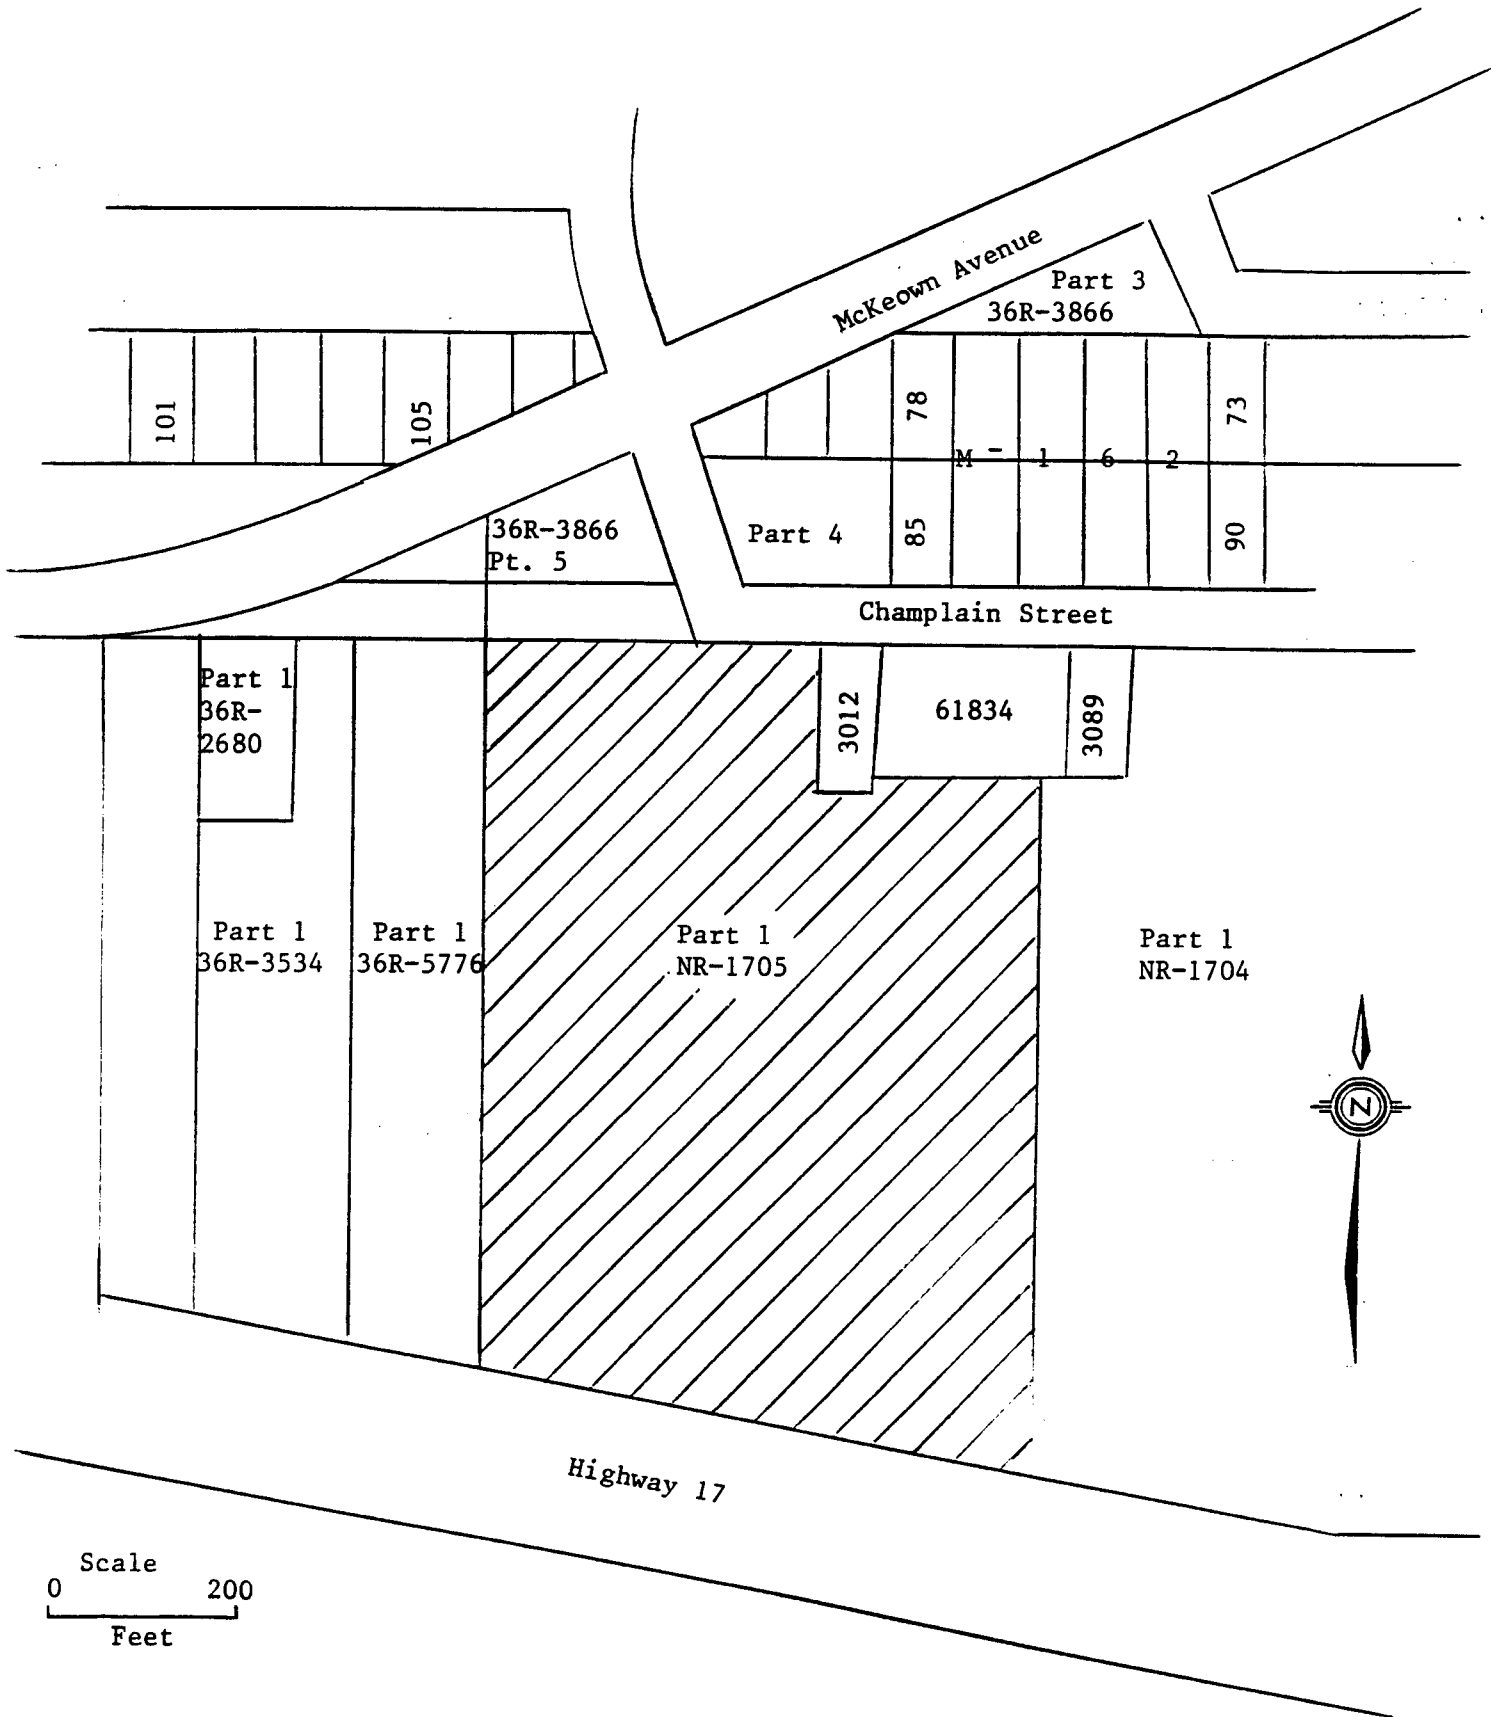 McKeown Avenue
Part 3
36R-3866
101
105
78
73
M - 1 6 2
36R-3866
Pt. 5
Part 4
85
90
Champlain Street
Part 1
36R-
2680
3012
61834
3089
Part 1
36R-3534
Part 1
36R-5776
Part 1
NR-1705
Part 1
NR-1704
N
Highway 17
Scale
0 200
Feet